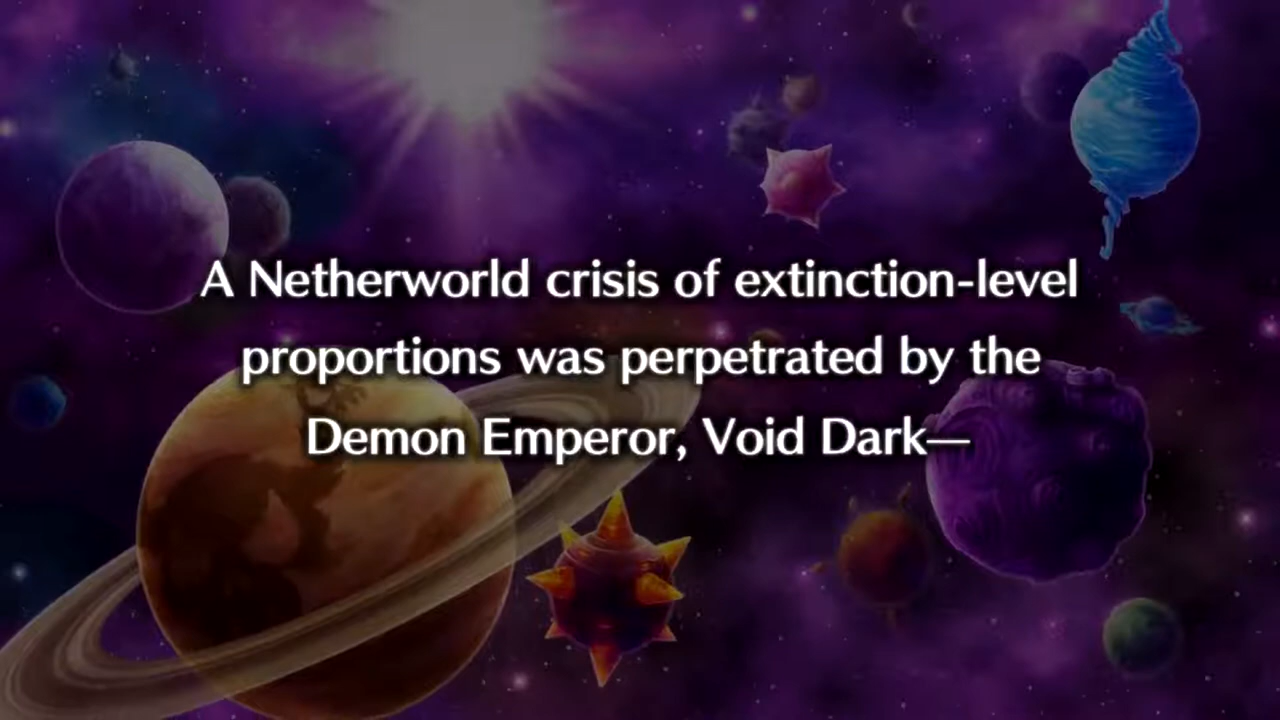 A Netherworld crisis of extinction-level
proportions was perpetrated by the
Demon Emperor, Void Dark—